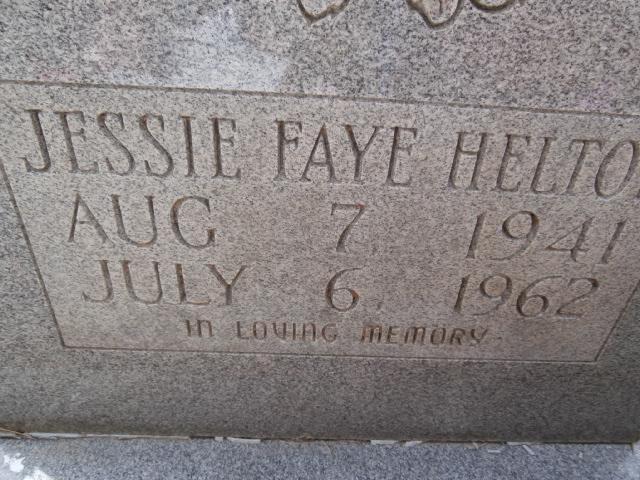 JESSIE FAYE HELTO
AUG 7 1941
JULY 6 1962
IN LOVING MEMORY